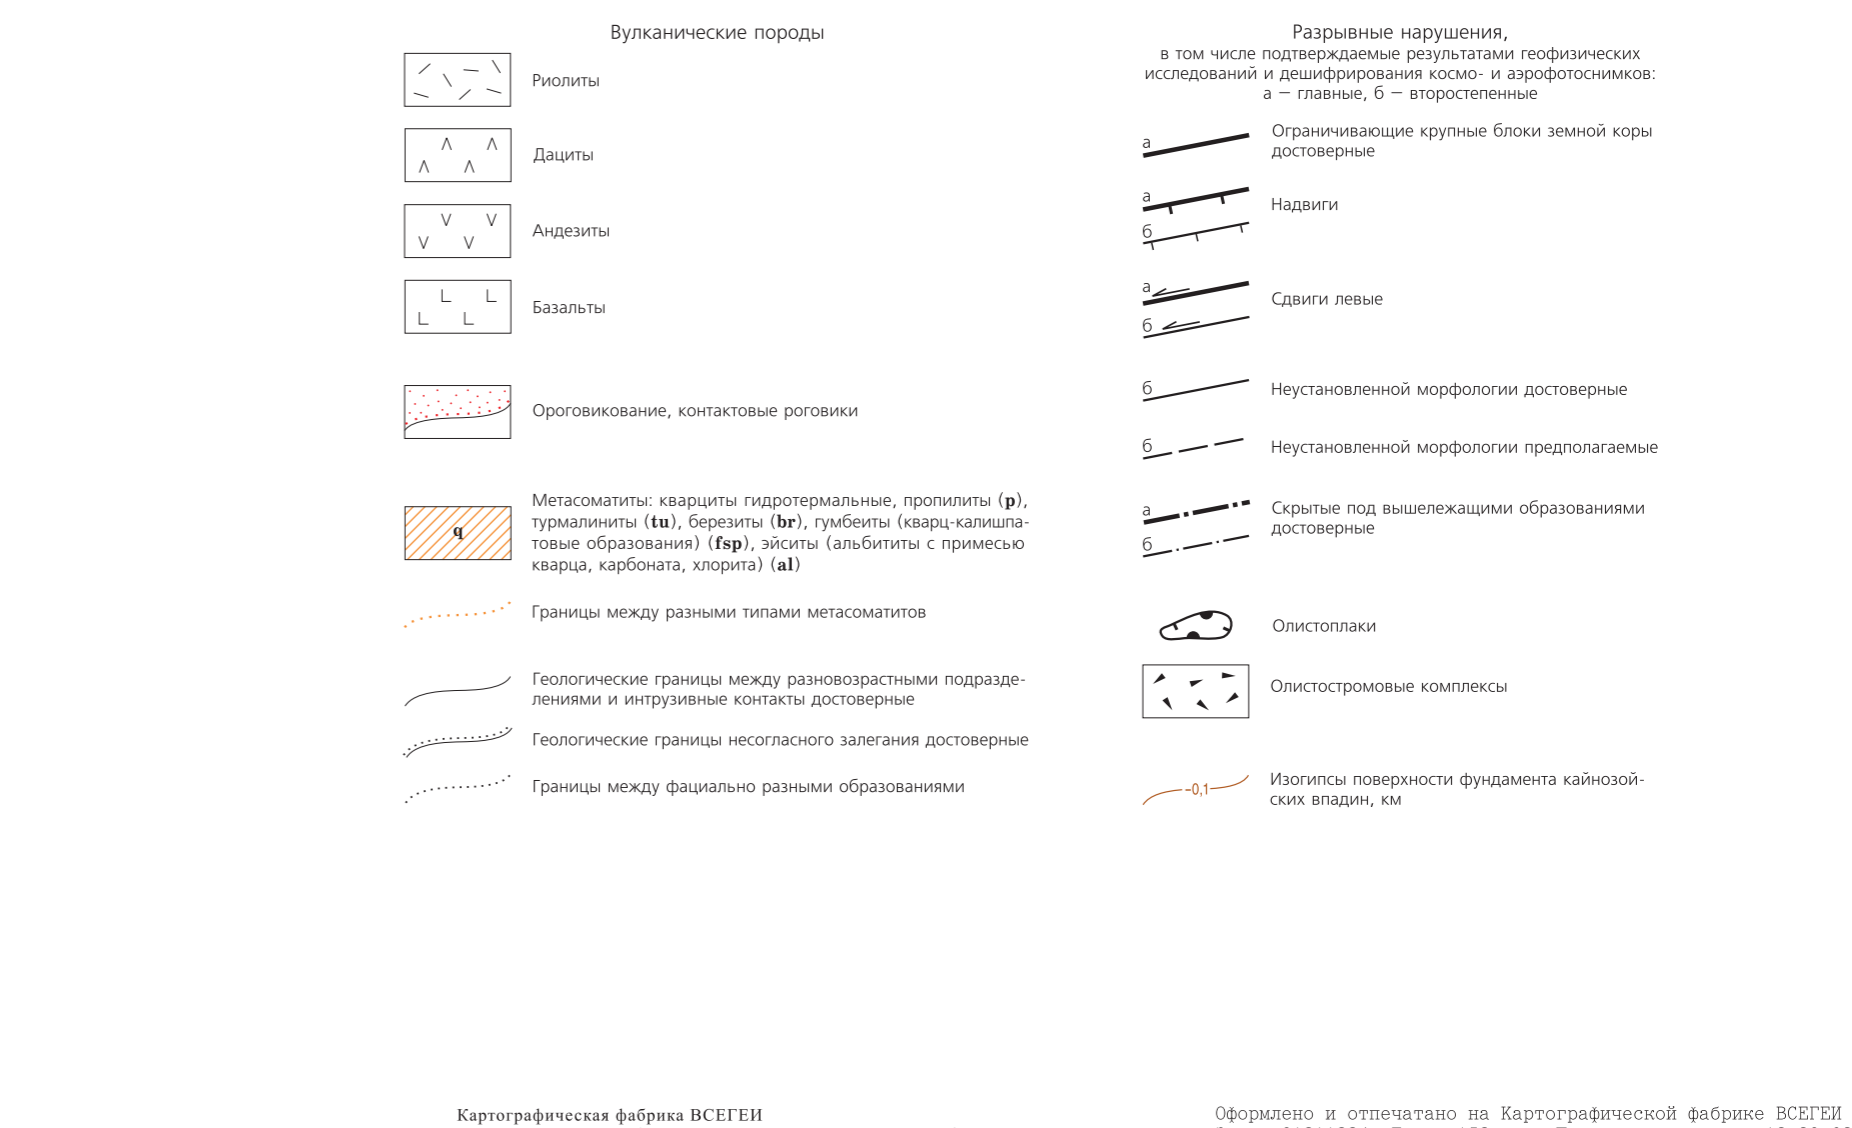 Вулканические породы
Риолиты
Дациты
Андезиты
Базальты
Ороговикование, контактовые роговики
q
Метасоматиты: кварциты гидротермальные, пропилиты (p),
турмалиниты (tu), березиты (br), гумбеиты (кварц-калишпа-
товые образования) (fsp), эйситы (альбититы с примесью
кварца, карбоната, хлорита) (al)
Границы между разными типами метасоматитов
Геологические границы между разновозрастными подразде-
лениями и интрузивные контакты достоверные
Геологические границы несогласного залегания достоверные
Границы между фациально разными образованиями
Разрывные нарушения,
в том числе подтверждаемые результатами геофизических
исследований и дешифрирования космо- и аэрофотоснимков:
а — главные, б — второстепенные
а
Ограничивающие крупные блоки земной коры
достоверные
а
б
Надвиги
а
б
Сдвиги левые
б
Неустановленной морфологии достоверные
б
Неустановленной морфологии предполагаемые
а
б
Скрытые под вышележащими образованиями
достоверные
Олистоплаки
Олистостромовые комплексы
–0,1
Изогипсы поверхности фундамента кайнозой-
ских впадин, км
Картографическая фабрика ВСЕГЕИ
Оформлено и отпечатано на Картографической фабрике ВСЕГЕИ